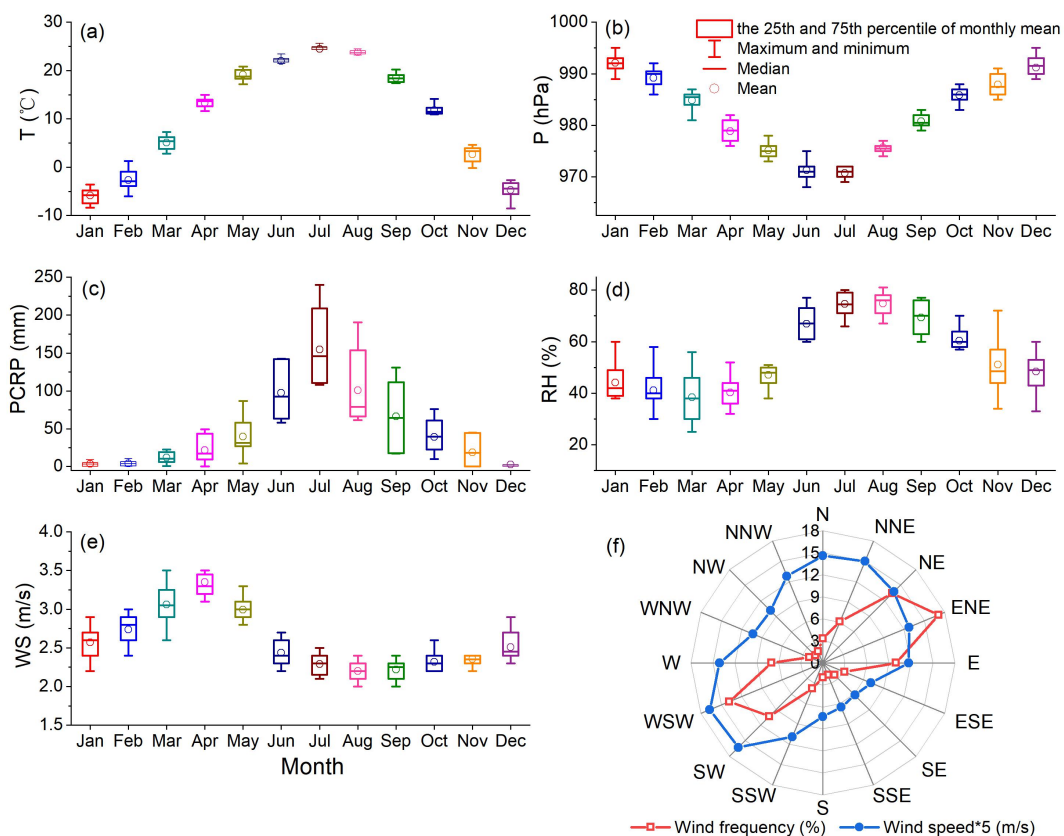 (a)
T (℃)
30
20
10
0
-10
Jan Feb Mar Apr May Jun Jul Aug Sep Oct Nov Dec
(b)
P (hPa)
1000
990
980
970
the 25th and 75th percentile of monthly mean
Maximum and minimum
Median
Mean
Jan Feb Mar Apr May Jun Jul Aug Sep Oct Nov Dec
(c)
PCRP (mm)
250
200
150
100
50
0
Jan Feb Mar Apr May Jun Jul Aug Sep Oct Nov Dec
(d)
RH (%)
80
60
40
20
Jan Feb Mar Apr May Jun Jul Aug Sep Oct Nov Dec
(e)
WS (m/s)
4.0
3.5
3.0
2.5
2.0
1.5
Jan Feb Mar Apr May Jun Jul Aug Sep Oct Nov Dec
Month
(f)
18
15
12
9
6
3
0
N
NNE
NE
ENE
E
ESE
SE
SSE
S
SSW
SW
WSW
W
WNW
NW
NNW
Wind frequency (%) Wind speed*5 (m/s)